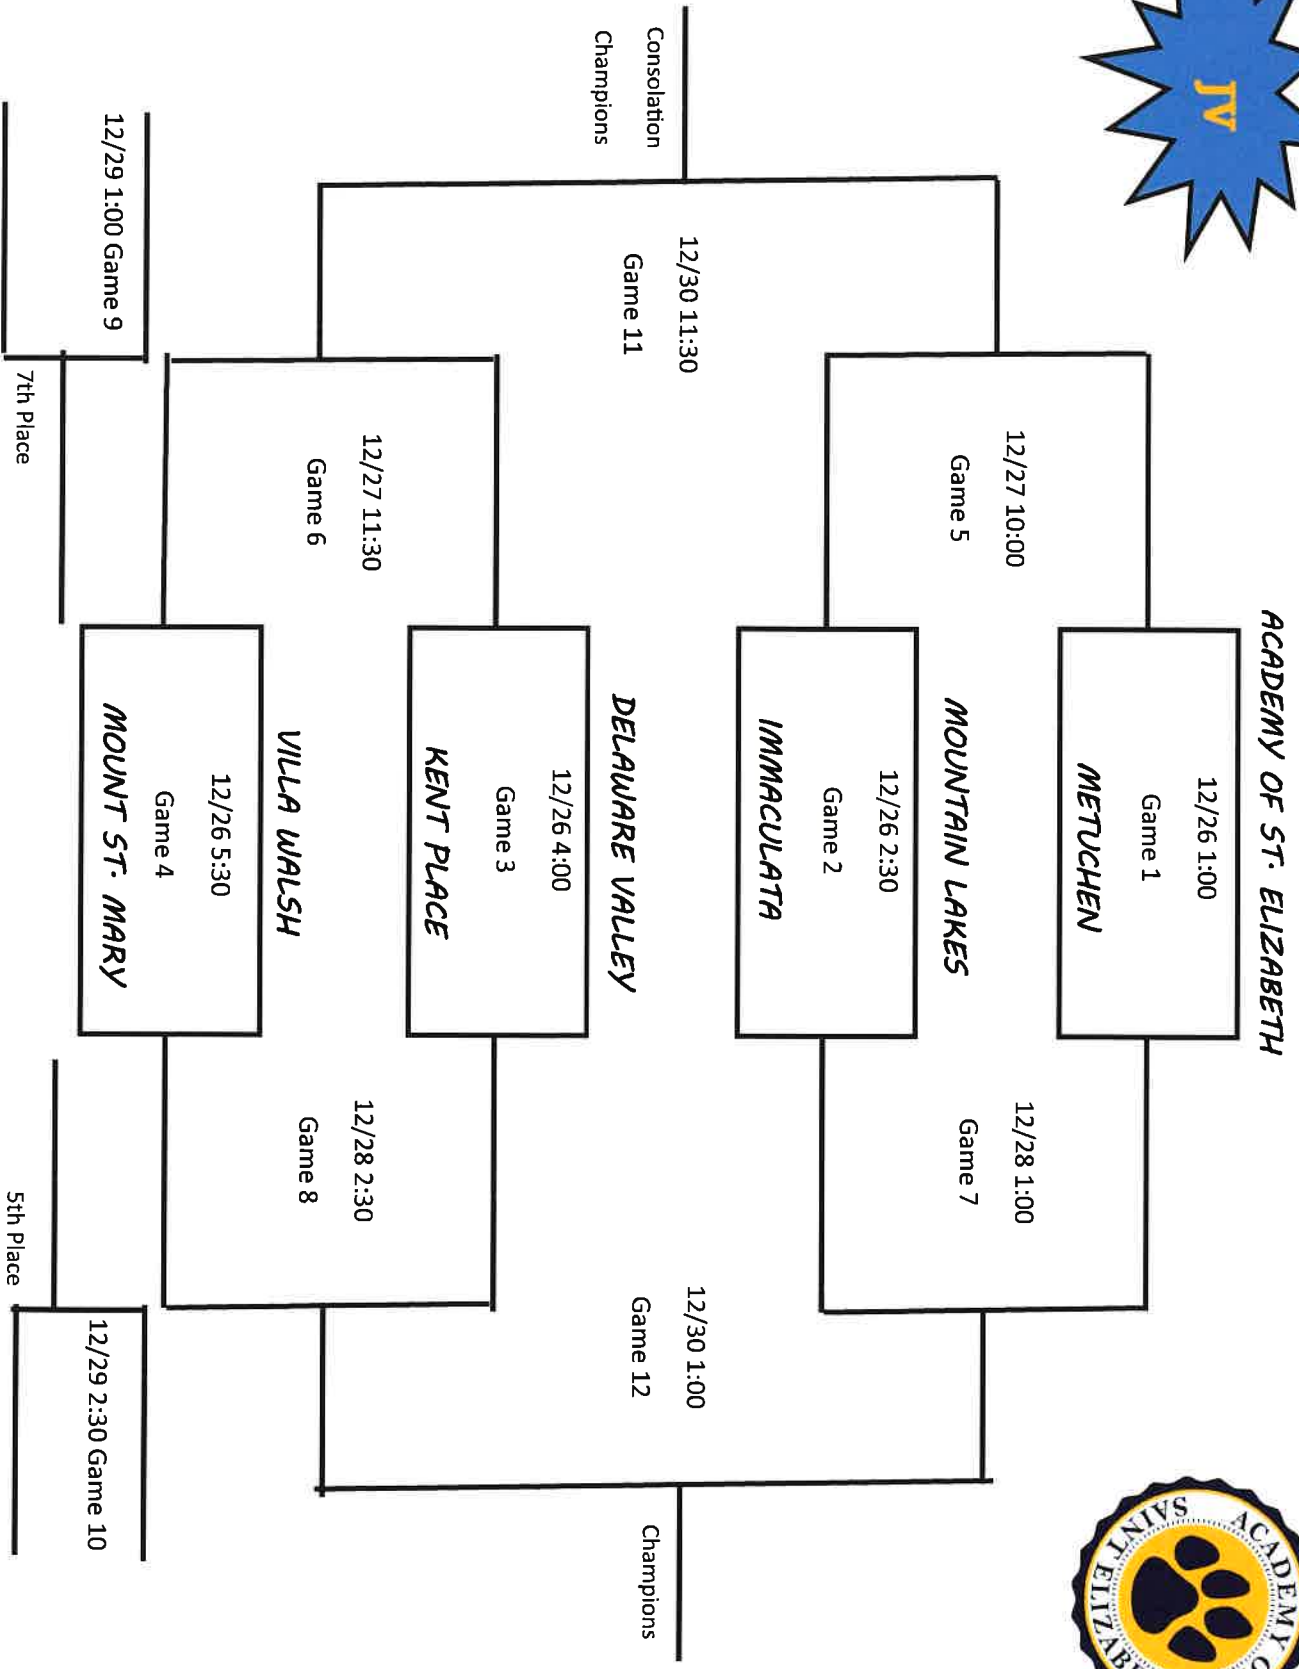 JV
ACADEMY OF ST. ELIZABETH
12/26 1:00
Game 1
METUCHEN
12/27 10:00
Game 5
12/28 1:00
Game 7
MOUNTAIN LAKES
12/26 2:30
Game 2
IMMACULATA
12/30 11:30
Game 11
12/30 1:00
Game 12
Consolation
Champions
Champions
DELAWARE VALLEY
12/26 4:00
Game 3
KENT PLACE
12/27 11:30
Game 6
12/28 2:30
Game 8
VILLA WALSH
12/26 5:30
Game 4
MOUNT ST. MARY
12/29 1:00 Game 9
7th Place
12/29 2:30 Game 10
5th Place
ACADEMY
SAINT